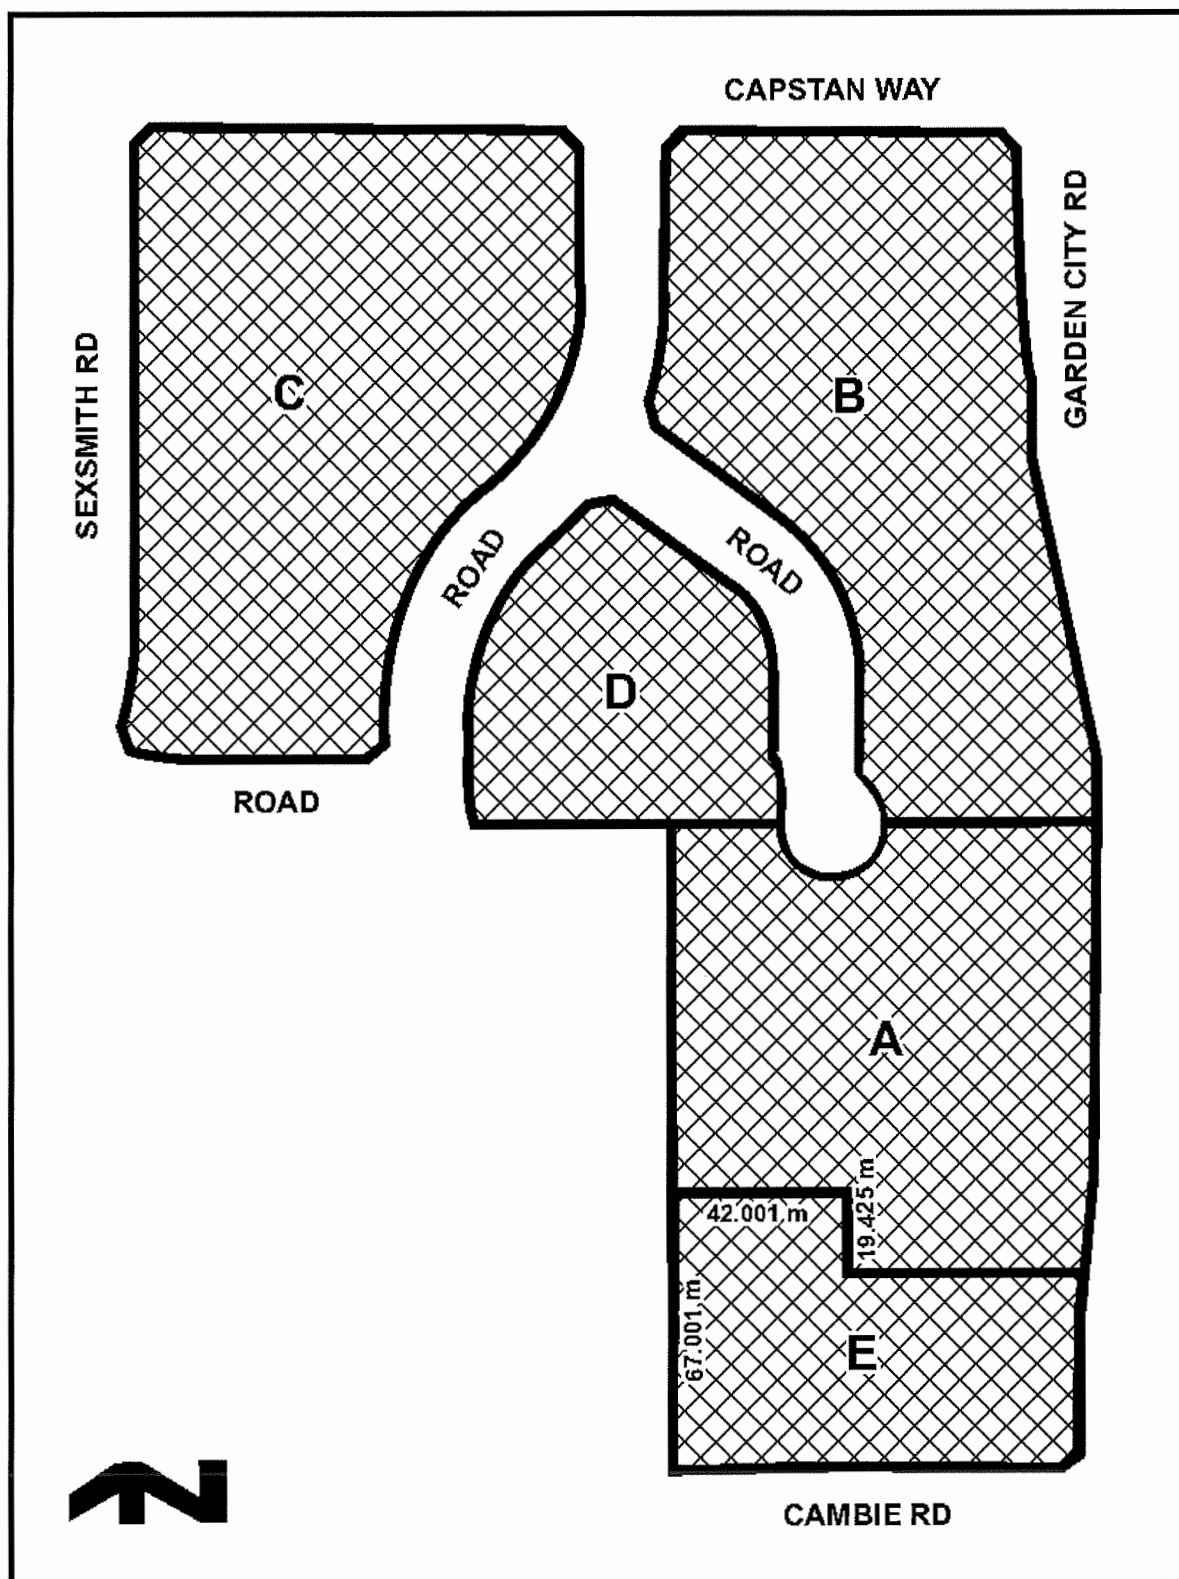 CAPSTAN WAY
GARDEN CITY RD
SEXSMITH RD
C
B
ROAD
ROAD
D
ROAD
A
42.001 m
19.425 m
67.001 m
E
N
CAMBIE RD